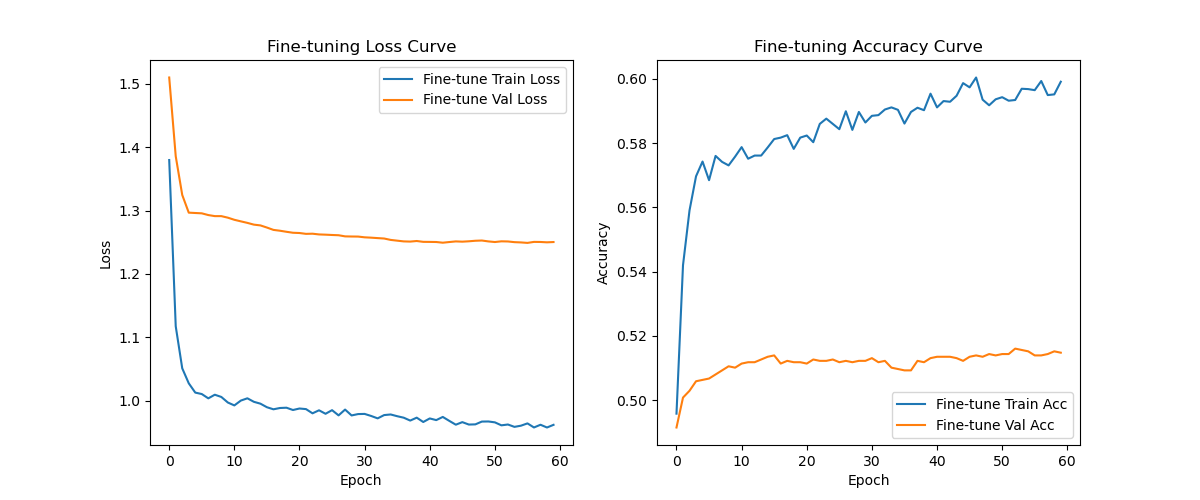 Fine-tuning Loss Curve
Fine-tune Train Loss
Fine-tune Val Loss
1.5
1.4
1.3
1.2
1.1
1.0
Loss
0 10 20 30 40 50 60
Epoch
Fine-tuning Accuracy Curve
0.60
0.58
0.56
0.54
0.52
0.50
Accuracy
Fine-tune Train Acc
Fine-tune Val Acc
0 10 20 30 40 50 60
Epoch